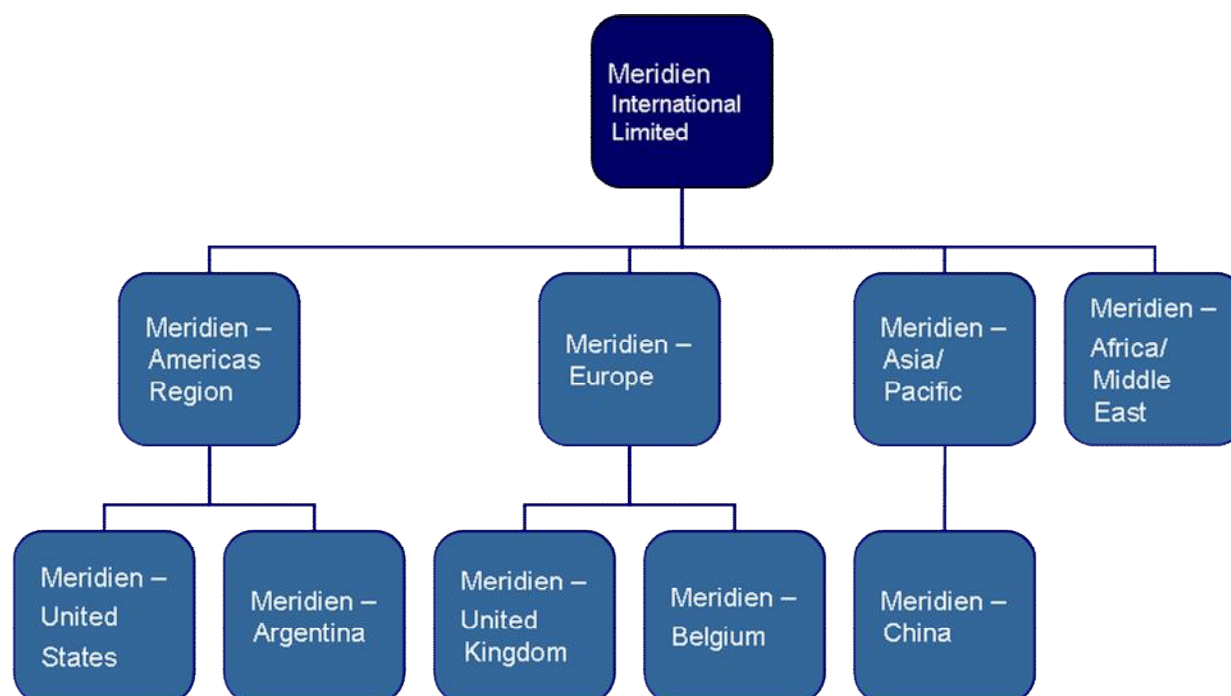 Meridien
International
Limited
Meridien –
Americas
Region
Meridien –
Europe
Meridien –
Asia/
Pacific
Meridien –
Africa/
Middle
East
Meridien –
United
States
Meridien –
Argentina
Meridien –
United
Kingdom
Meridien –
Belgium
Meridien –
China